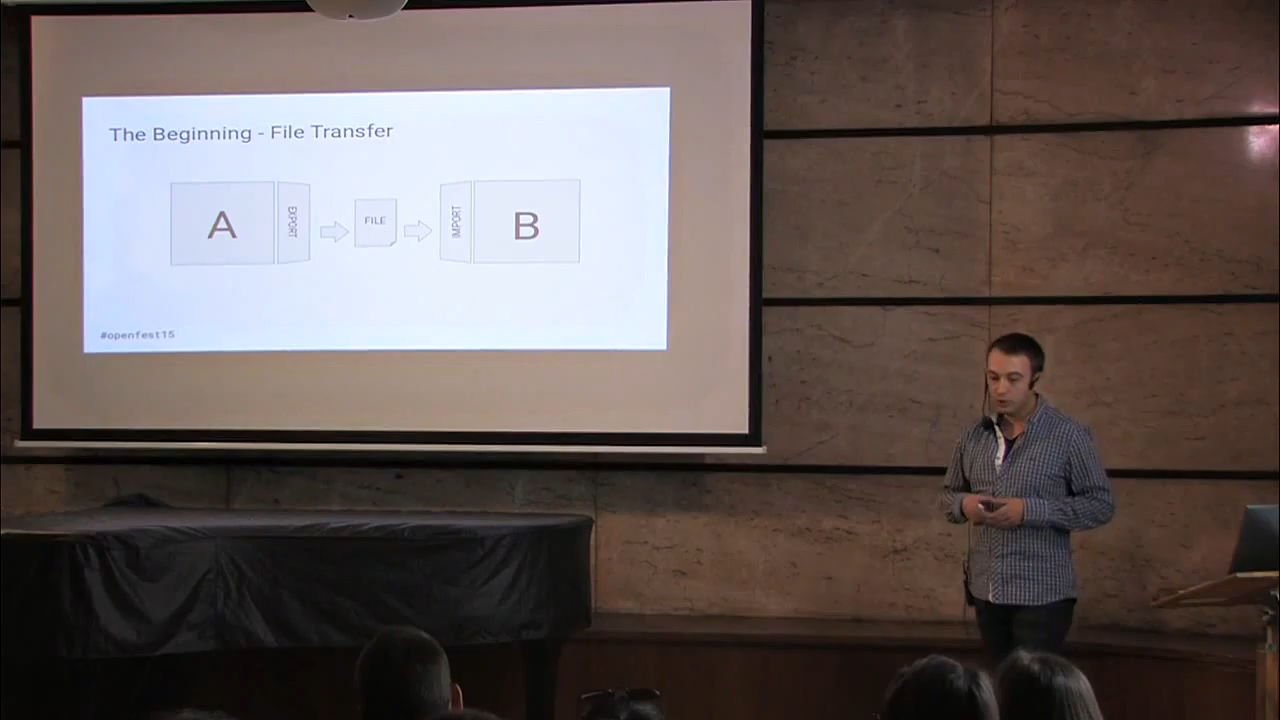 The Beginning - File Transfer
A
EXPORT
FILE
IMPORT
B
#openfest15